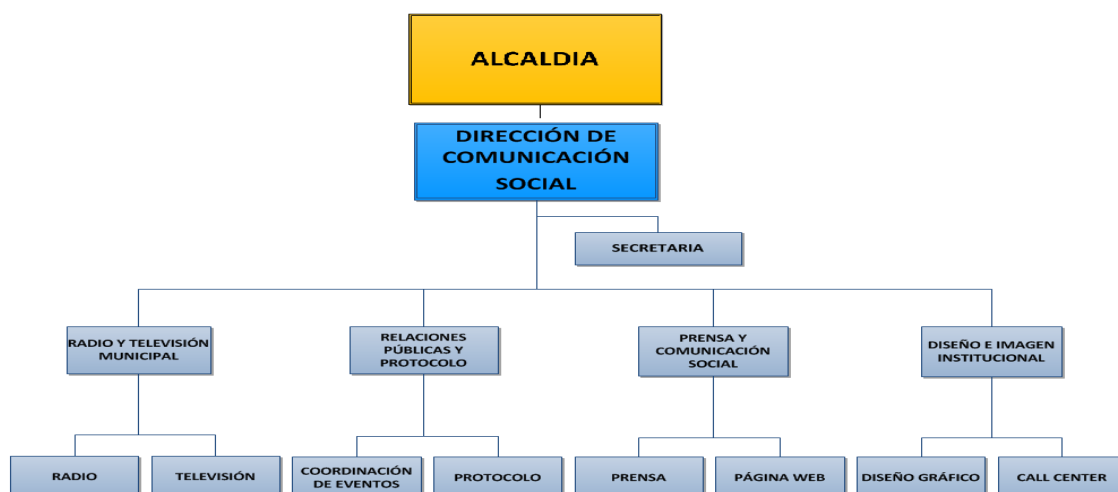 ALCALDIA
DIRECCIÓN DE
COMUNICACIÓN
SOCIAL
SECRETARIA
RADIO Y TELEVISIÓN
MUNICIPAL
RELACIONES
PÚBLICAS Y
PROTOCOLO
PRENSA Y
COMUNICACIÓN
SOCIAL
DISEÑO E IMAGEN
INSTITUCIONAL
RADIO
TELEVISIÓN
COORDINACIÓN
DE EVENTOS
PROTOCOLO
PRENSA
PÁGINA WEB
DISEÑO GRÁFICO
CALL CENTER